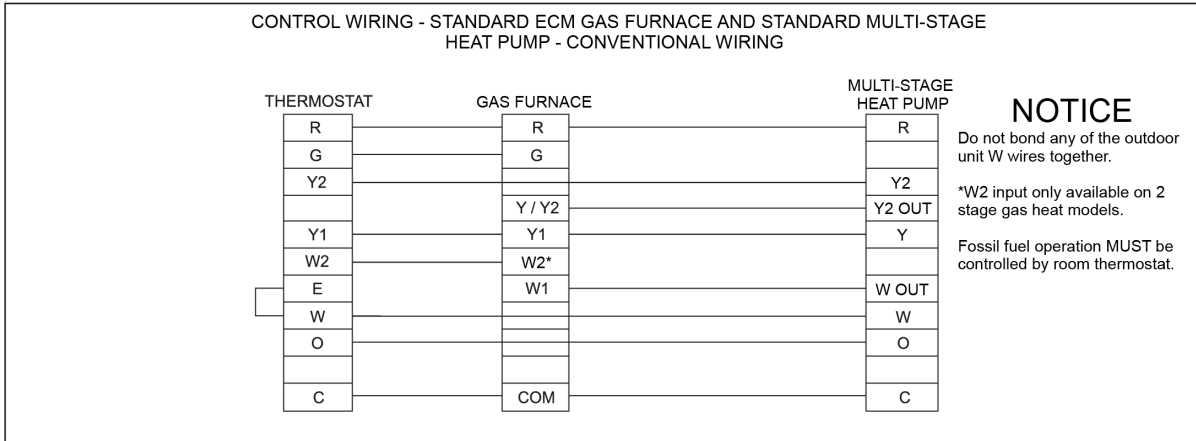 CONTROL WIRING - STANDARD ECM GAS FURNACE AND STANDARD MULTI-STAGE
HEAT PUMP - CONVENTIONAL WIRING
THERMOSTAT
R
G
Y2
Y1
W2
E
W
O
C
GAS FURNACE
R
G
Y / Y2
Y1
W2*
W1
COM
MULTI-STAGE
HEAT PUMP
R
Y2
Y2 OUT
Y
W OUT
W
O
C
NOTICE
Do not bond any of the outdoor
unit W wires together.
*W2 input only available on 2
stage gas heat models.
Fossil fuel operation MUST be
controlled by room thermostat.